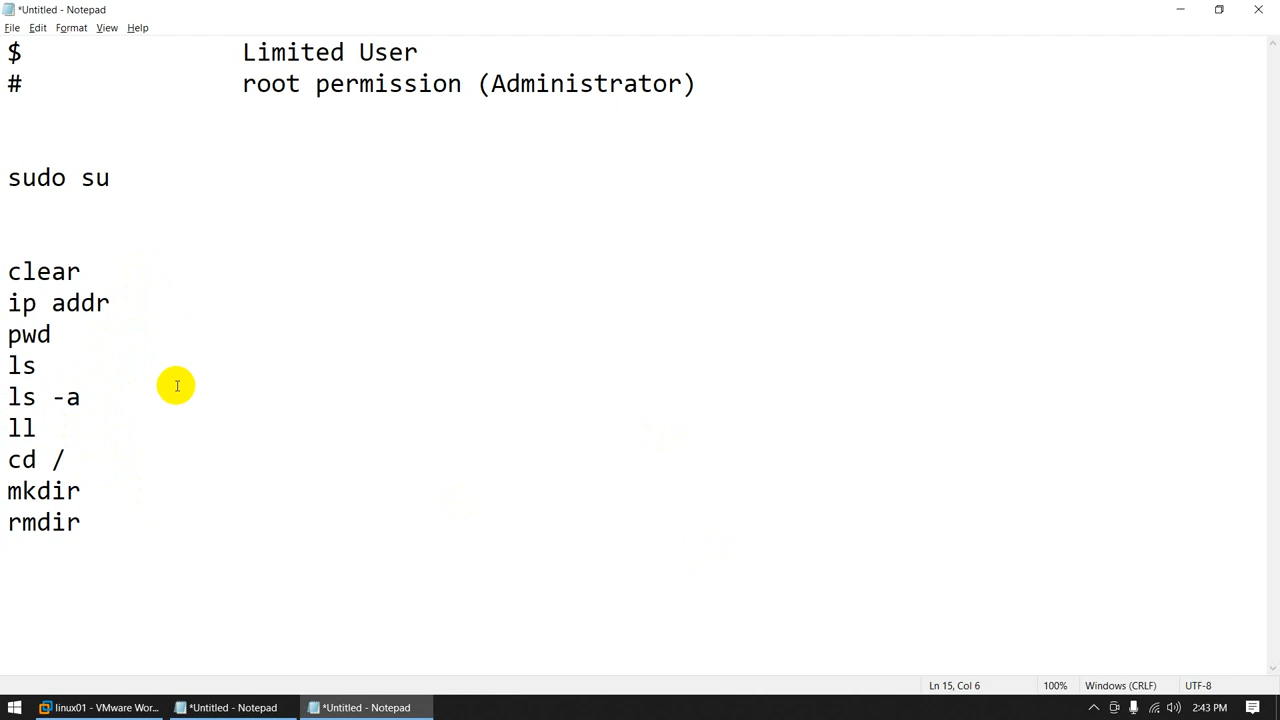 *Untitled - Notepad
File Edit Format View Help
$ Limited User
# root permission (Administrator)
sudo su
clear
ip addr
pwd
ls
ls -a
ll
cd /
mkdir
rmdir
Ln 15, Col 6 100% Windows (CRLF) UTF-8
linux01 - VMware Wor... *Untitled - Notepad *Untitled - Notepad 2:43 PM